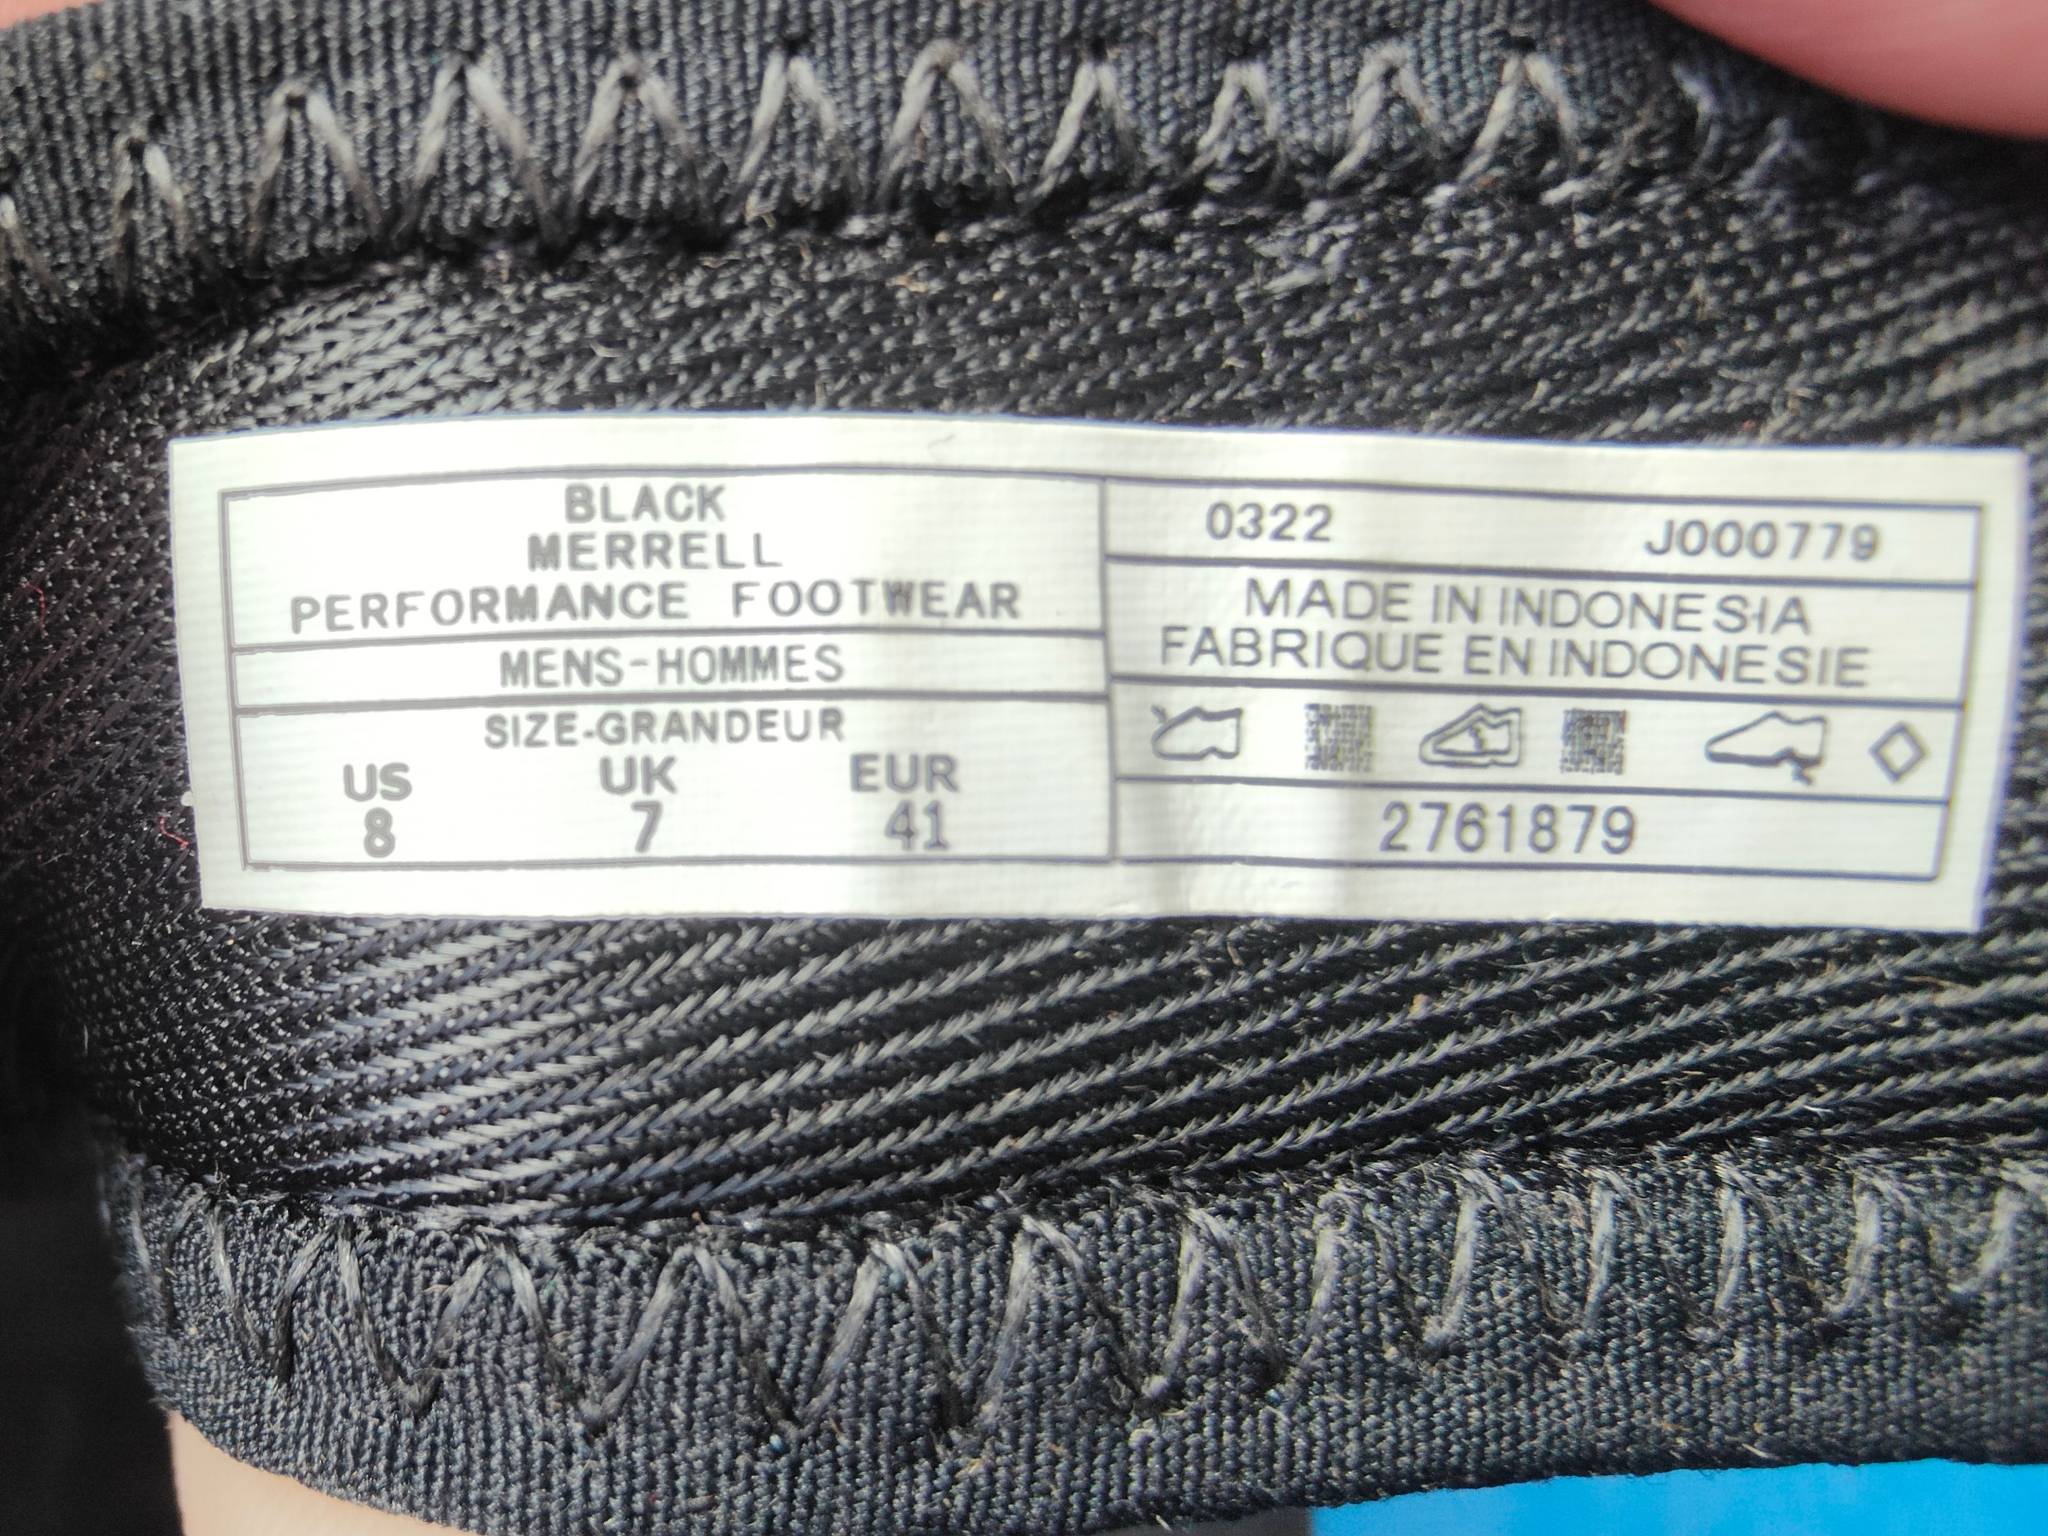 BLACK
MERRELL
PERFORMANCE FOOTWEAR
MENS-HOMMES
SIZE-GRANDEUR
US UK EUR
8 7 41
0322 J000779
MADE IN INDONESIA
FABRIQUE EN INDONESIE
2761879